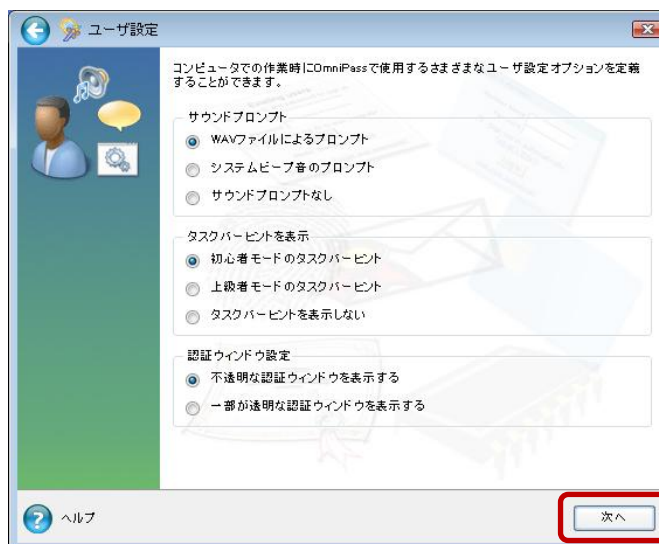 ユーザ設定
コンピュータでの作業時にOmniPassで使用するさまざまなユーザ設定オプションを定義
することができます。
サウンドプロンプト
WAVファイルによるプロンプト
システムビープ音のプロンプト
サウンドプロンプトなし
タスクバーヒントを表示
初心者モードのタスクバーヒント
上級者モードのタスクバーヒント
タスクバーヒントを表示しない
認証ウィンドウ設定
不透明な認証ウィンドウを表示する
一部が透明な認証ウィンドウを表示する
ヘルプ
次へ